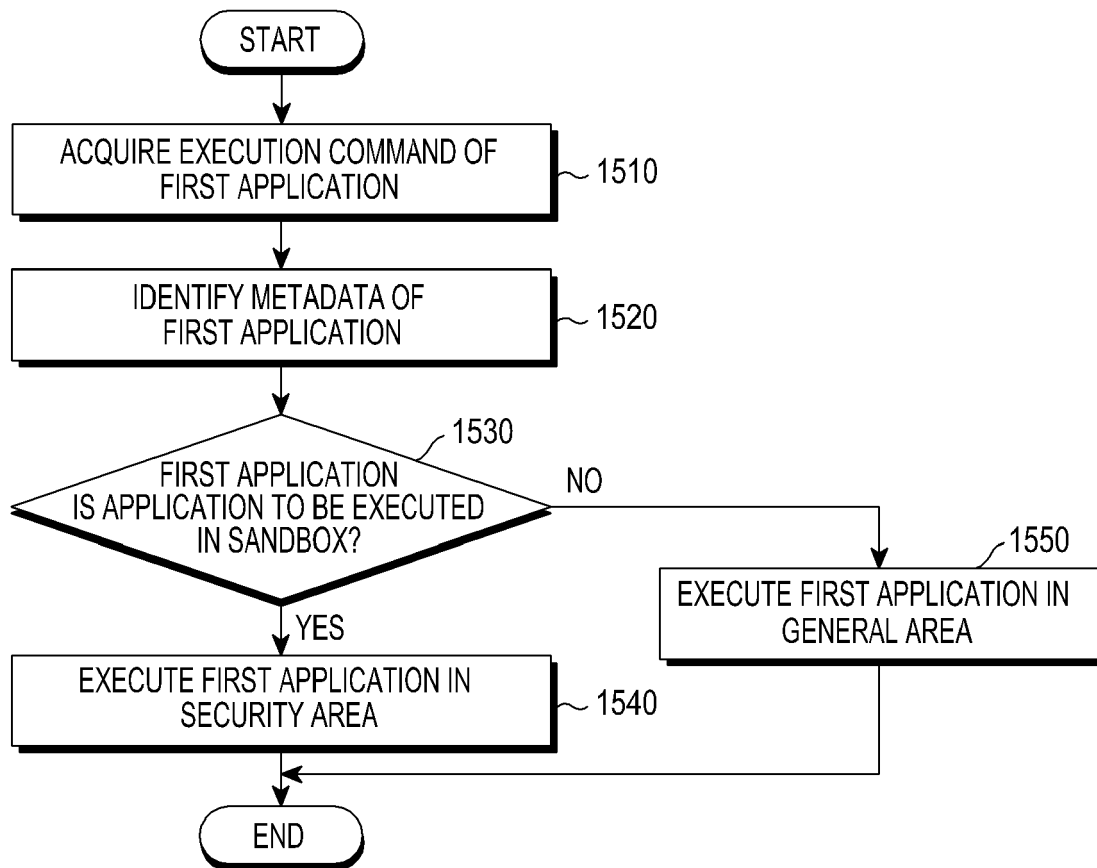 START
ACQUIRE EXECUTION COMMAND OF
FIRST APPLICATION
1510
IDENTIFY METADATA OF
FIRST APPLICATION
1520
1530
FIRST APPLICATION
IS APPLICATION TO BE EXECUTED
IN SANDBOX?
NO
YES
1550
EXECUTE FIRST APPLICATION IN
GENERAL AREA
EXECUTE FIRST APPLICATION IN
SECURITY AREA
1540
END